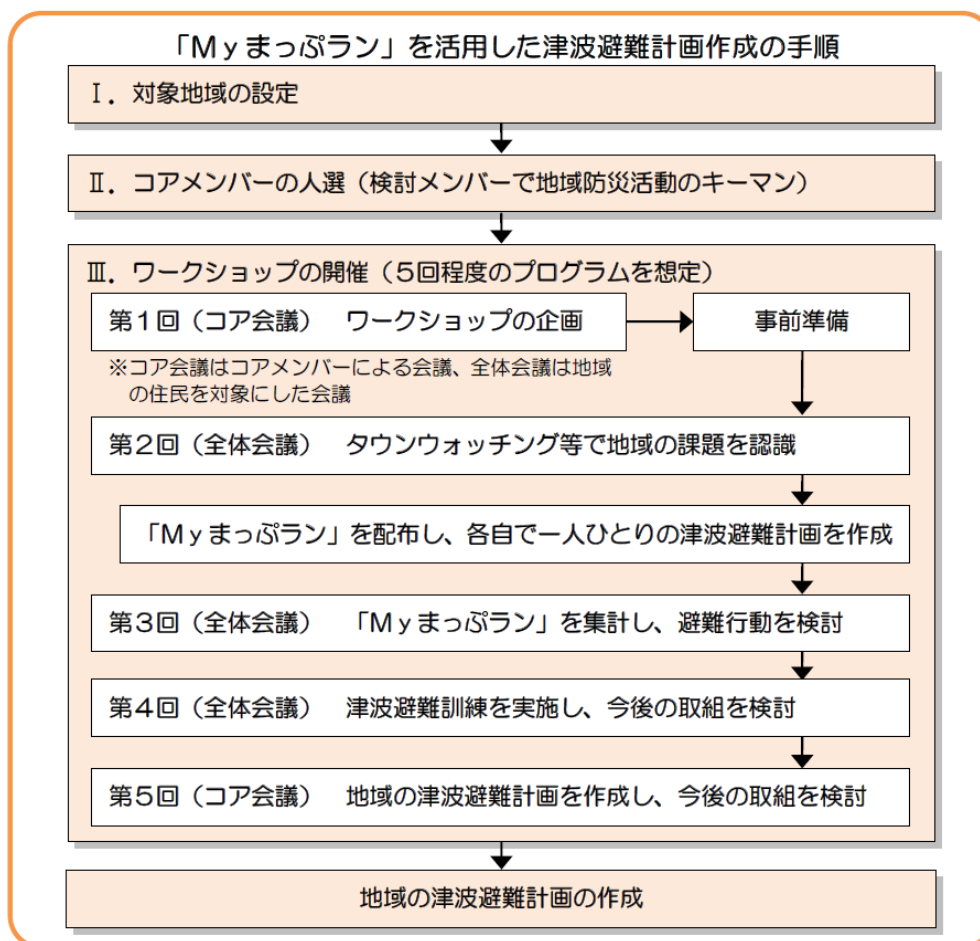 「Ｍｙまっぷラン」を活用した津波避難計画作成の手順
Ⅰ．対象地域の設定
Ⅱ．コアメンバーの人選（検討メンバーで地域防災活動のキーマン）
Ⅲ．ワークショップの開催（５回程度のプログラムを想定）
第１回（コア会議）　ワークショップの企画
事前準備
※コア会議はコアメンバーによる会議、全体会議は地域
の住民を対象にした会議
第２回（全体会議）　タウンウォッチング等で地域の課題を認識
「Ｍｙまっぷラン」を配布し、各自で一人ひとりの津波避難計画を作成
第３回（全体会議）　「Ｍｙまっぷラン」を集計し、避難行動を検討
第４回（全体会議）　津波避難訓練を実施し、今後の取組を検討
第５回（コア会議）　地域の津波避難計画を作成し、今後の取組を検討
地域の津波避難計画の作成